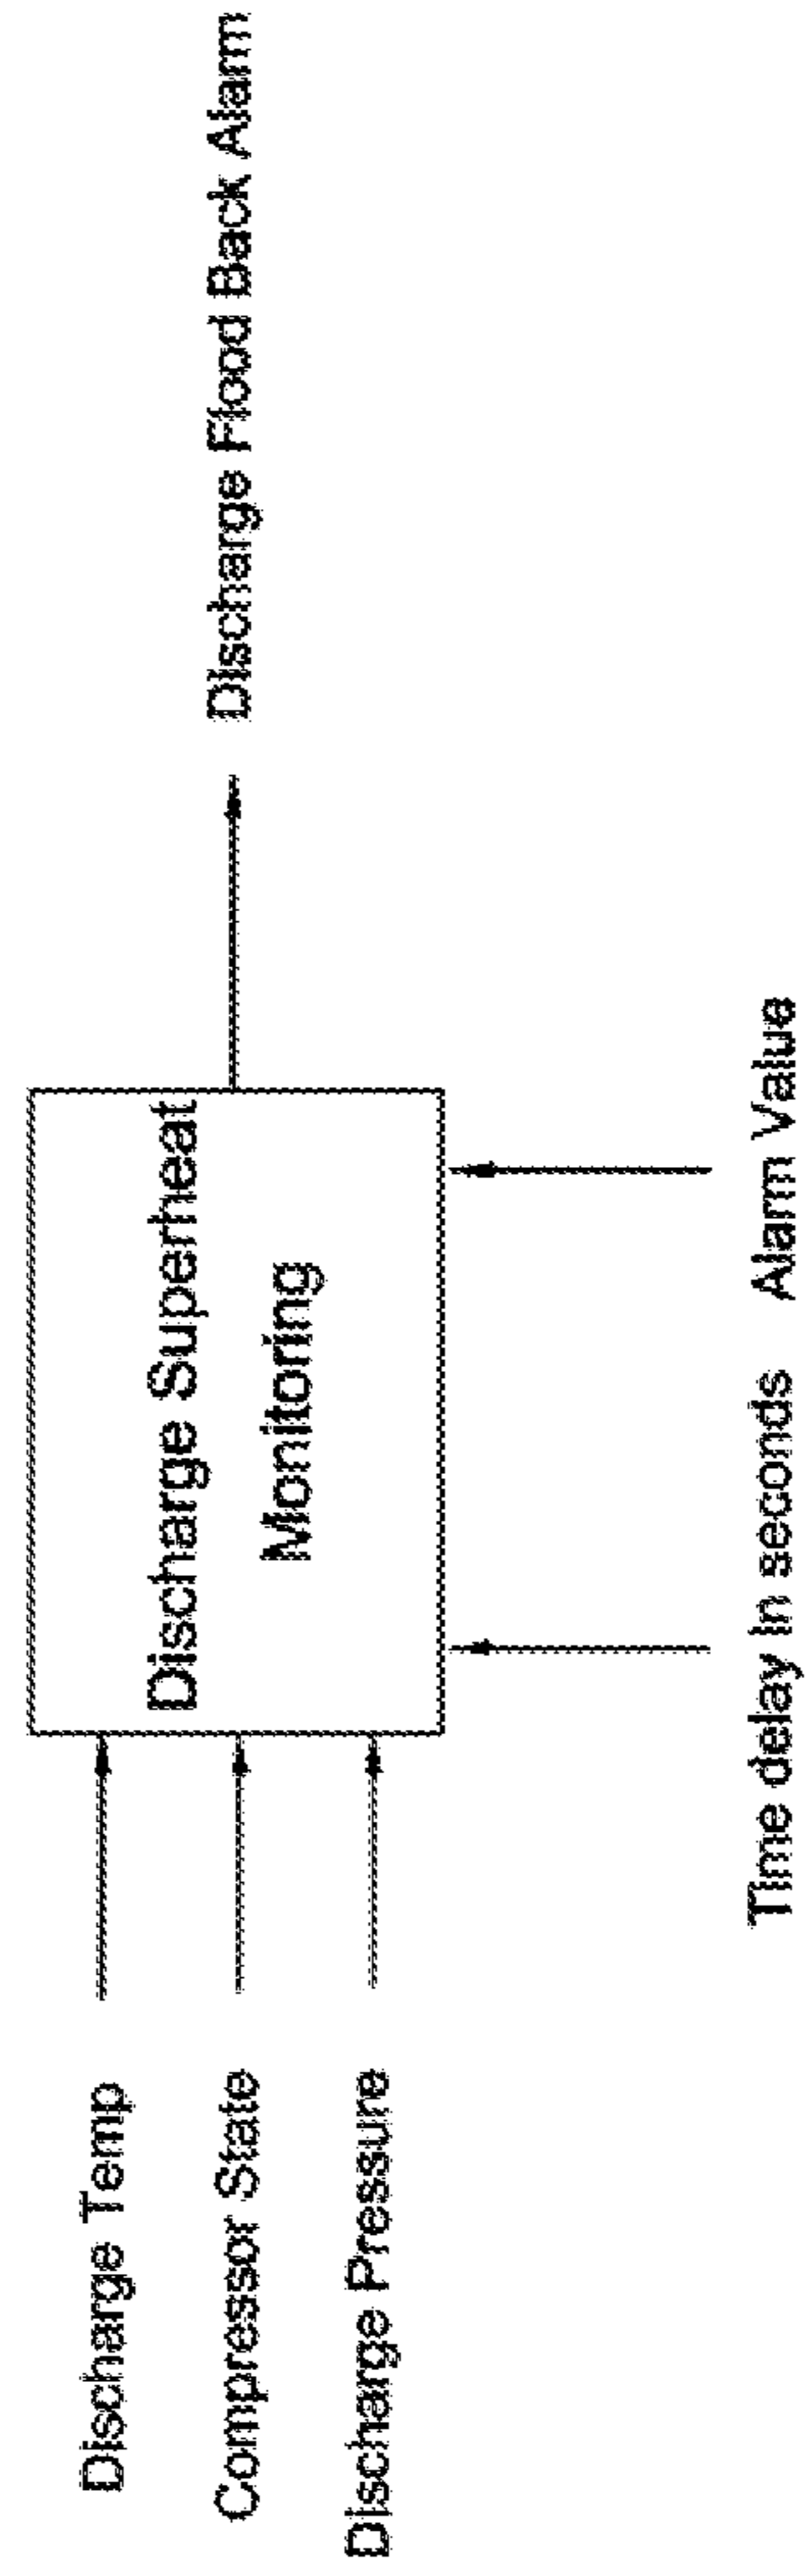 Discharge Temp
Compressor State
Discharge Pressure
Discharge Superheat
Monitoring
Discharge Flood Back Alarm
Time delay in seconds
Alarm Value